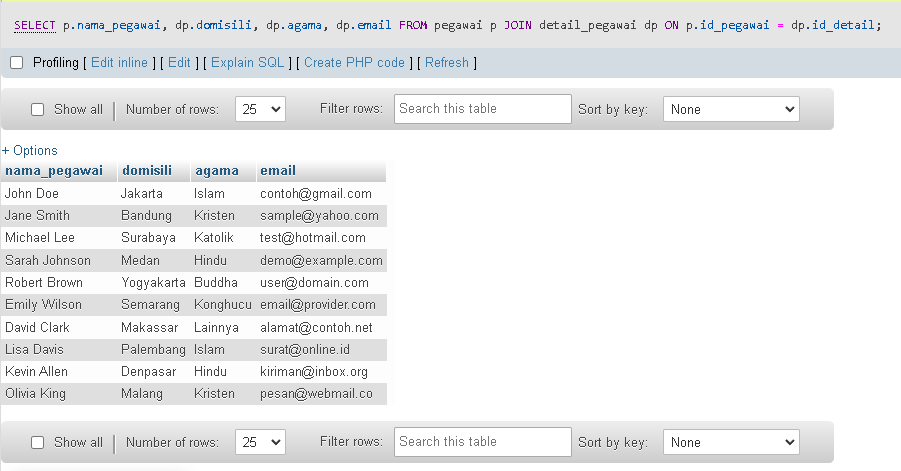 SELECT p.nama_pegawai, dp.domisili, dp.agama, dp.email FROM pegawai p JOIN detail_pegawai dp ON p.id_pegawai = dp.id_detail;
Profiling [ Edit inline ] [ Edit ] [ Explain SQL ] [ Create PHP code ] [ Refresh ]
Show all | Number of rows: 25 Filter rows: Search this table Sort by key: None
+ Options
nama_pegawai domisili agama email
John Doe Jakarta Islam contoh@gmail.com
Jane Smith Bandung Kristen sample@yahoo.com
Michael Lee Surabaya Katolik test@hotmail.com
Sarah Johnson Medan Hindu demo@example.com
Robert Brown Yogyakarta Buddha user@domain.com
Emily Wilson Semarang Konghucu email@provider.com
David Clark Makassar Lainnya alamat@contoh.net
Lisa Davis Palembang Islam surat@online.id
Kevin Allen Denpasar Hindu kiriman@inbox.org
Olivia King Malang Kristen pesan@webmail.co
Show all | Number of rows: 25 Filter rows: Search this table Sort by key: None